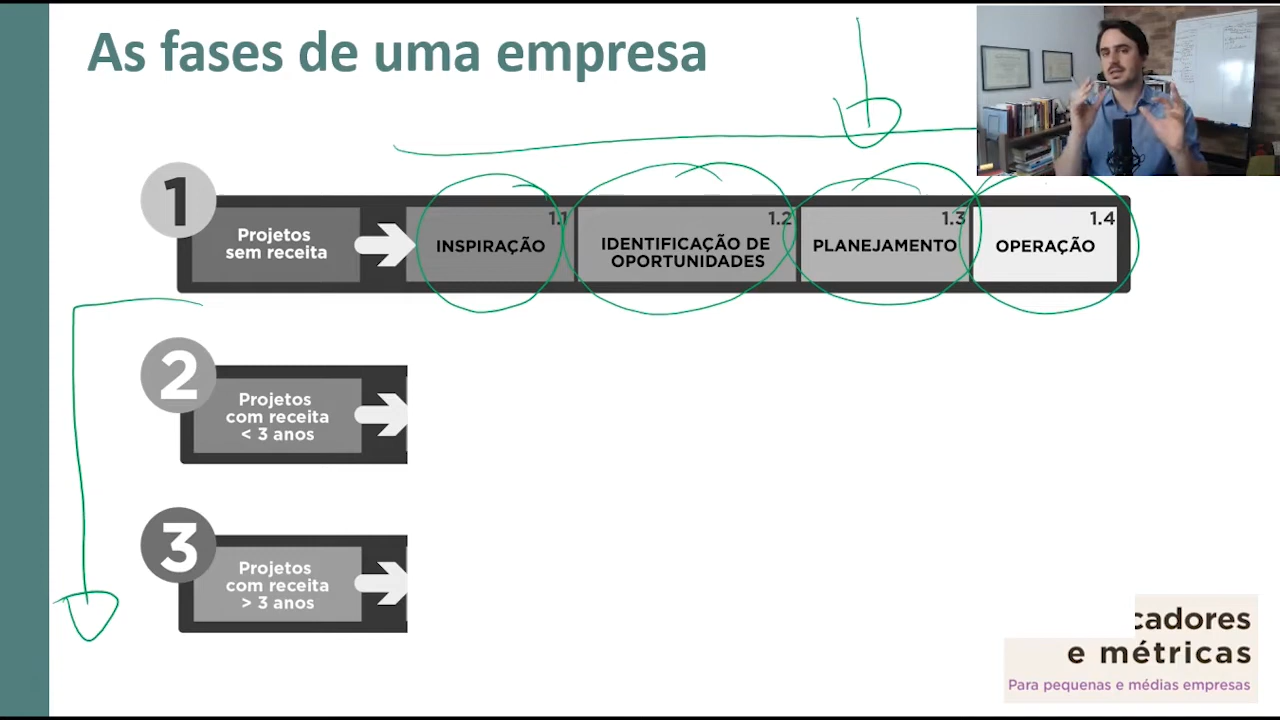 As fases de uma empresa
1
Projetos
sem receita
1.1
INSPIRAÇÃO
1.2
IDENTIFICAÇÃO DE
OPORTUNIDADES
1.3
PLANEJAMENTO
1.4
OPERAÇÃO
2
Projetos
com receita
< 3 anos
3
Projetos
com receita
> 3 anos
cadores
e métricas
Para pequenas e médias empresas